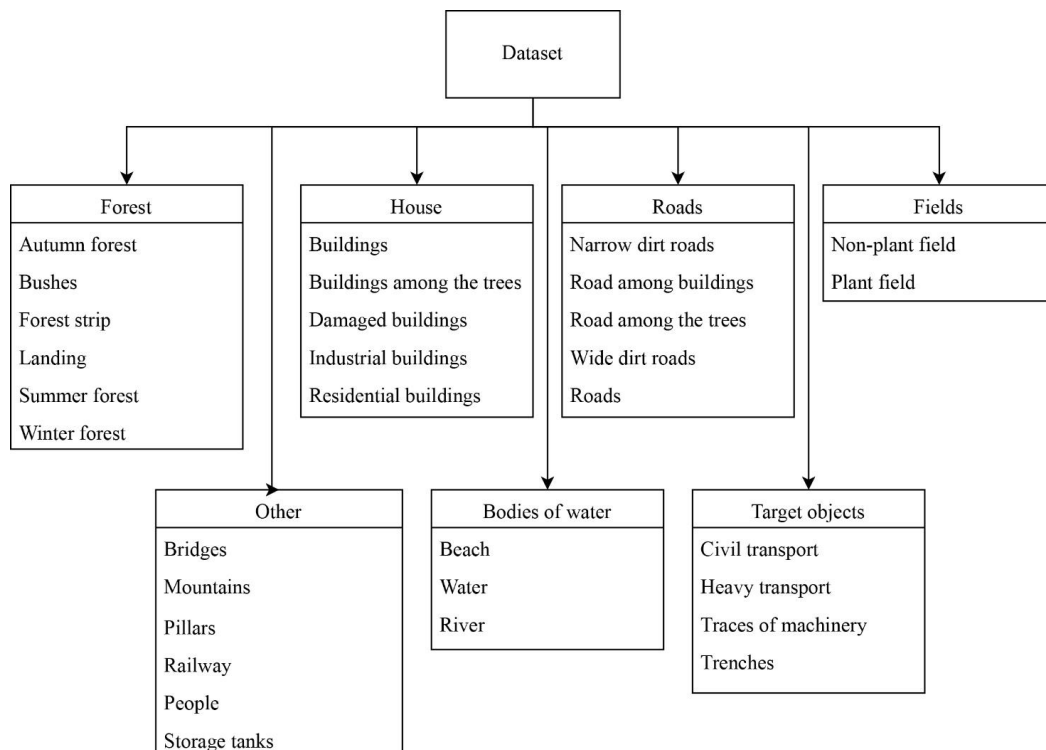 Dataset
Forest
Autumn forest
Bushes
Forest strip
Landing
Summer forest
Winter forest
House
Buildings
Buildings among the trees
Damaged buildings
Industrial buildings
Residential buildings
Roads
Narrow dirt roads
Road among buildings
Road among the trees
Wide dirt roads
Roads
Fields
Non-plant field
Plant field
Other
Bridges
Mountains
Pillars
Railway
People
Storage tanks
Bodies of water
Beach
Water
River
Target objects
Civil transport
Heavy transport
Traces of machinery
Trenches